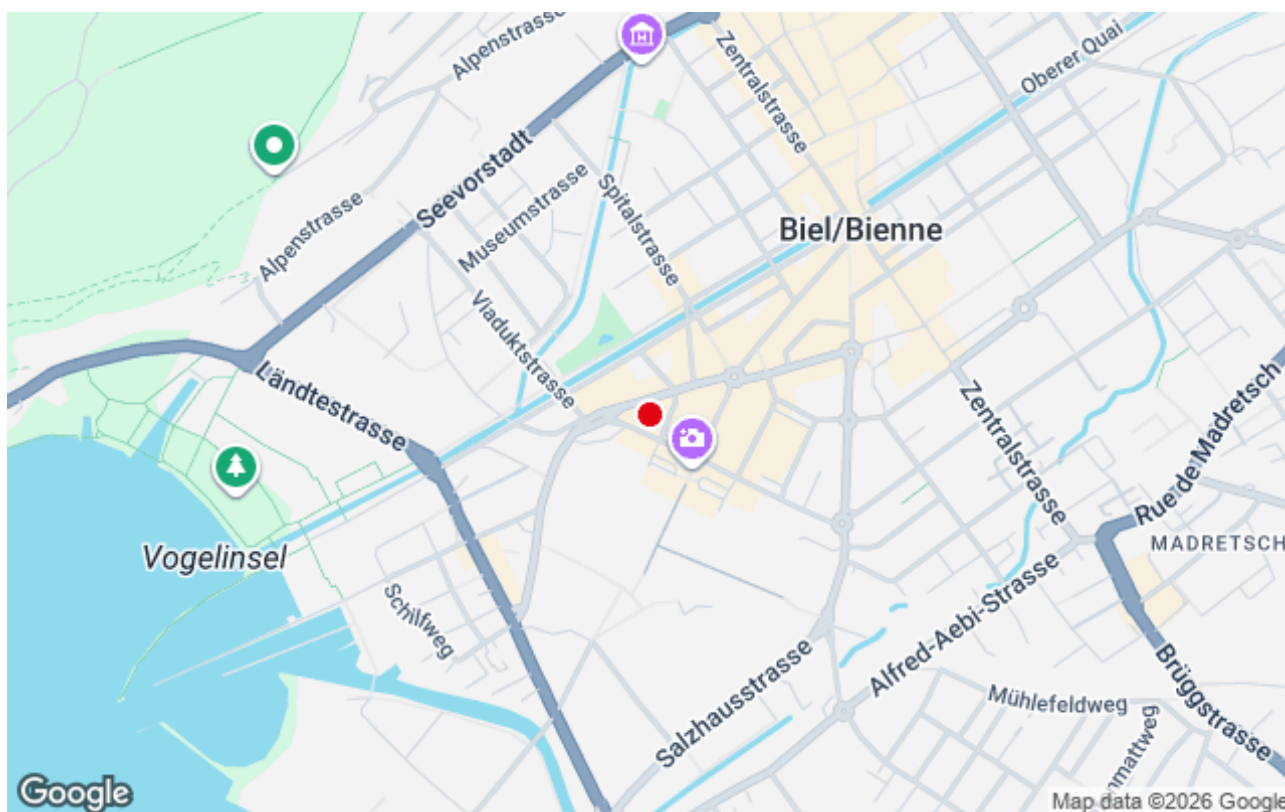 Alpenstrasse
Zentralstrasse
Oberer Quai
Seevorstadt
Museumstrasse
Spitalstrasse
Alpenstrasse
Biel/Bienne
Viaduktstrasse
Ländtestrasse
Zentralstrasse
Rue de Madretsch
Vogelinsel
MADRETSCH
Schilfweg
Alfred-Aebi-Strasse
Salzhausstrasse
Mühlefeldweg
Brüggstrasse
mmattweg
Google
Map data ©2026 Google